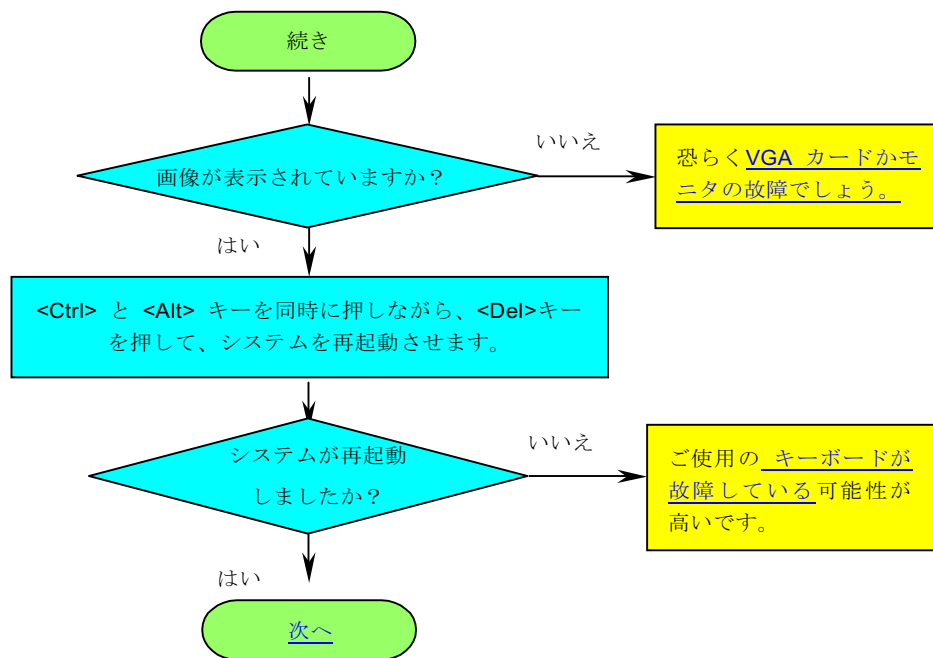 続き
画像が表示されていますか？
いいえ
恐らくVGA カードかモ
ニタの故障でしょう。
はい
<Ctrl> と <Alt> キーを同時に押しながら、<Del>キー
を押して、システムを再起動させます。
システムが再起動
しましたか？
いいえ
ご使用の キーボードが
故障している 可能性が
高いです。
はい
次へ